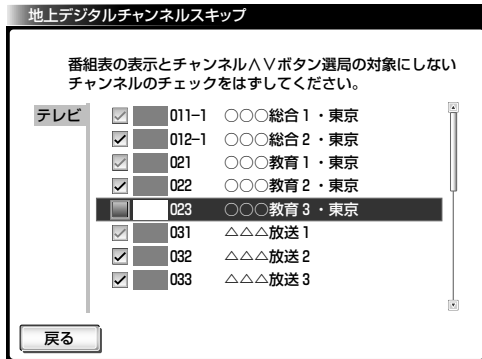 地上デジタルチャンネルスキップ
番組表の表示とチャンネル∧∨ボタン選局の対象にしない
チャンネルのチェックをはずしてください。
テレビ
011-1 ○○○総合1・東京
012-1 ○○○総合2・東京
021 ○○○教育1・東京
022 ○○○教育2・東京
023 ○○○教育3・東京
031 △△△放送1
032 △△△放送2
033 △△△放送3
戻る